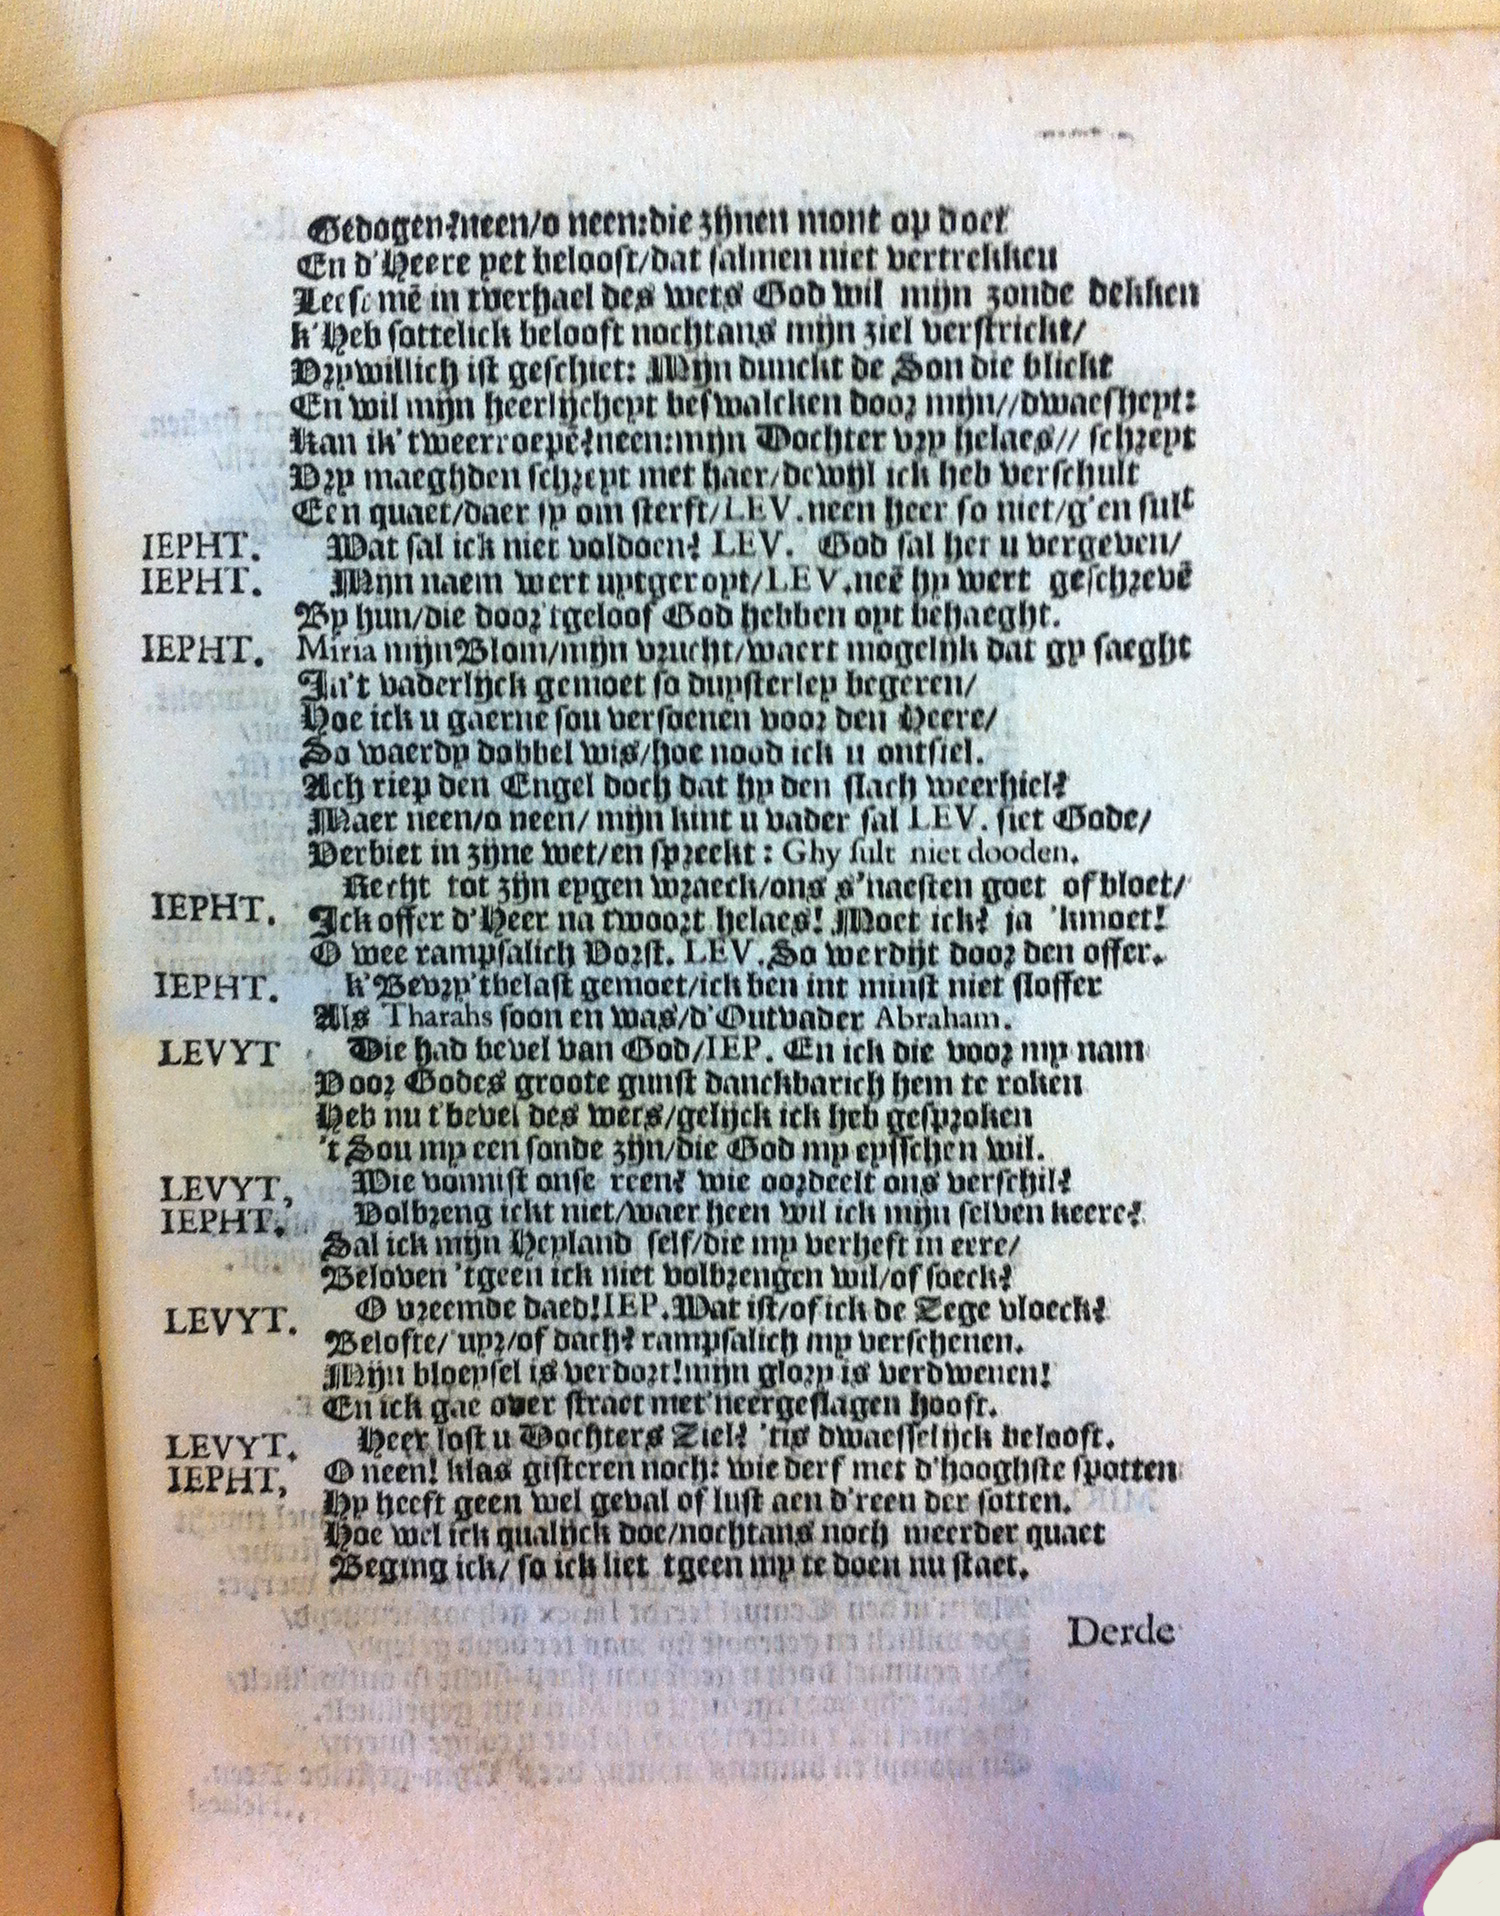 Gedogen? neen/o neen: die zijnen mont op doet
En d'Heere yet belooft/dat salmen niet vertrekken
Leesc mē in tverhael des wets God wil mijn zonde dekken
k'Heb sottelick belooft nochtans mijn ziel verstrickt/
Vrywillich ist geschiet: Mijn dunckt de Son die blickt
En wil mijn heerlijcheyt beswalcken door mijn//dwaesheyt:
Kan ik' tweerroepē? neen: mijn Dochter vry helaes// schreyt
Vry maeghden schreyt met haer/dewijl ick heb verschult
Een quaet/daer sy om sterft/LEV. neen heer so niet/g'en sult
IEPHT. Wat sal ick niet voldoen? LEV. God sal het u vergeven/
IEPHT. Mijn naem wert uytgeroyt/LEV. neē hy wert geschrevē
By hun/die door 'tgeloof God hebben oyt behaeght.
IEPHT. Miria mijn Blom/mijn vrucht/waert mogelijk dat gy saeght
In't vaderlijck gemoet so duysterley begeren/
Hoe ick u gaerne sou versoenen voor den Heere/
So waerdy dobbel wis/hoe nood ick u ontsiel.
Ach riep den Engel doch dat hy den slach weerhiel?
Maer neen/o neen/ mijn kint u vader sal LEV. siet Gode/
Verbiet in zijne wet/en spreekt: Ghy sult niet dooden.
Recht tot zijn eygen wraeck/ons s'naesten goet of bloet/
IEPHT. Ick offer d'Heer na twoort helaes! Moet ick? ja 'kmoet!
O wee rampsalich Vorst. LEV. So werdijt door den offer.
IEPHT. k'Bevry'tbelast gemoet/ick ben int minst niet sloffer
Als Tharahs soon en was/d'Outvader Abraham.
LEVYT Die had bevel van God/IEP. En ick die voor my nam
Door Godes groote gunst danckbarich hem te roken
Heb nu t'bevel des wets/gelijck ick heb gesproken
't Sou my een sonde zijn/die God my eysschen wil.
LEVYT, Wie vonnist onse reen? wie oordeelt ons verschil?
IEPHT. Volbreng ickt niet/waer heen wil ick mijn selven keere?
Sal ick mijn Heyland self/die my verheft in eere/
Beloven 'tgeen ick niet volbrengen wil/of soeck?
LEVYT. O vreemde daed! IEP. Wat ist/of ick de Zege vloeck?
Belofte/ uyr/of dach? rampsalich my verschenen.
Mijn bloeysel is verdort! mijn glory is verdwenen!
En ick gae over straet met neergeslagen hooft.
LEVYT. Heer lost u Dochters Ziel? 'tis dwaesselijck belooft.
IEPHT, O neen! klas gisteren noch: wie derf met d'hooghste spotten
Hy heeft geen wel geval of lust aen d'reen der sotten.
Hoe wel ick qualijck doe/nochtans noch meerder quaet
Beging ick/ so ick liet tgeen my te doen nu staet.
Derde